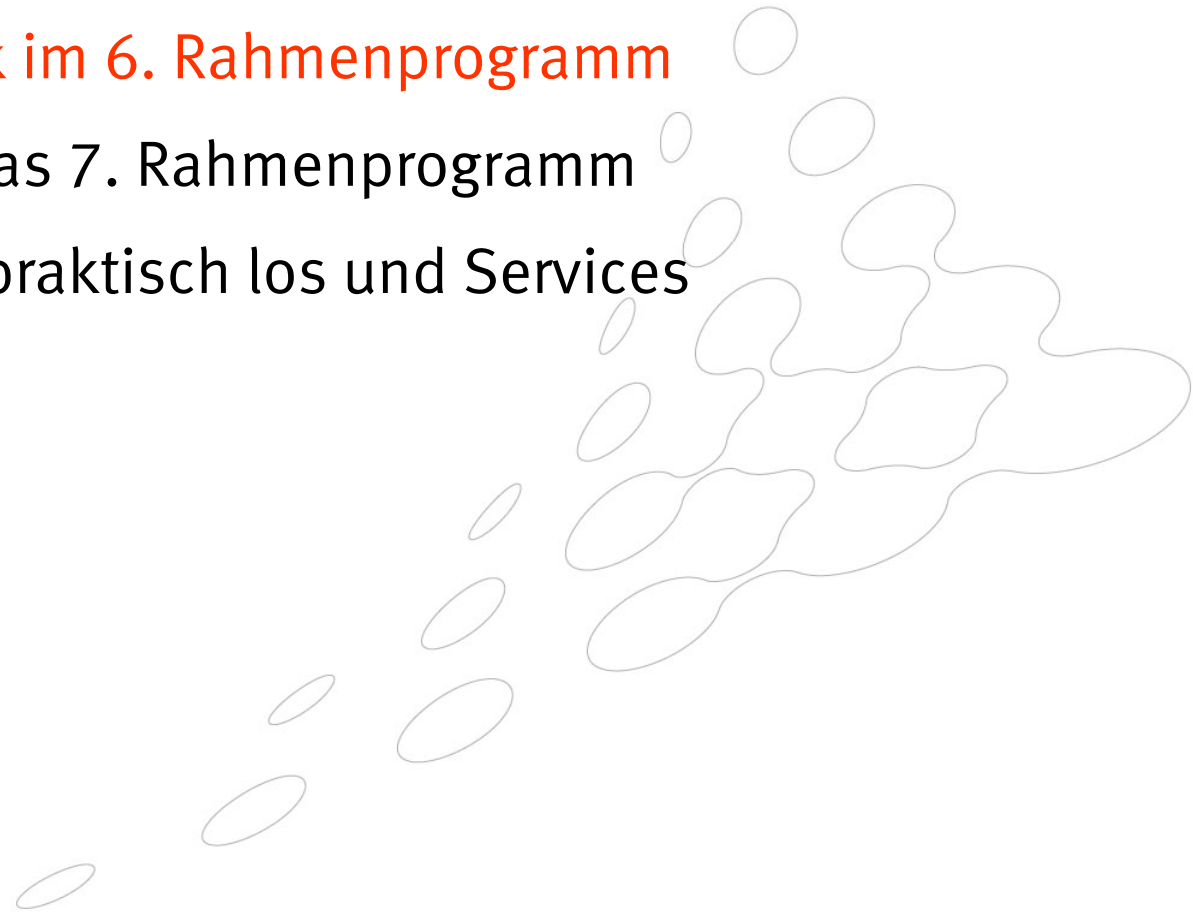 im 6. Rahmenprogramm
as 7. Rahmenprogramm
praktisch los und Services